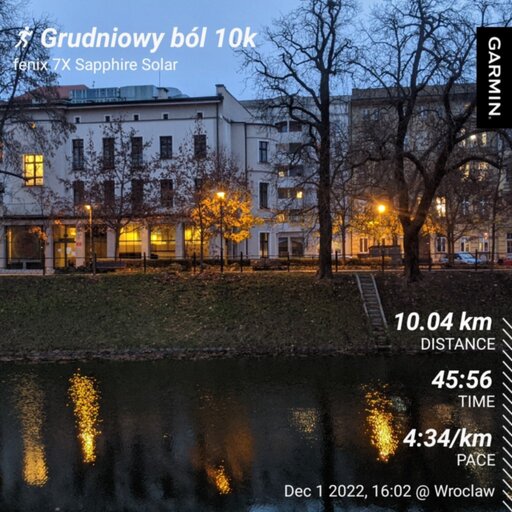 Grudniowy ból 10k
fenix 7X Sapphire Solar
GARMIN
10.04 km
DISTANCE
45:56
TIME
4:34/km
PACE
Dec 1 2022, 16:02 @ Wroclaw